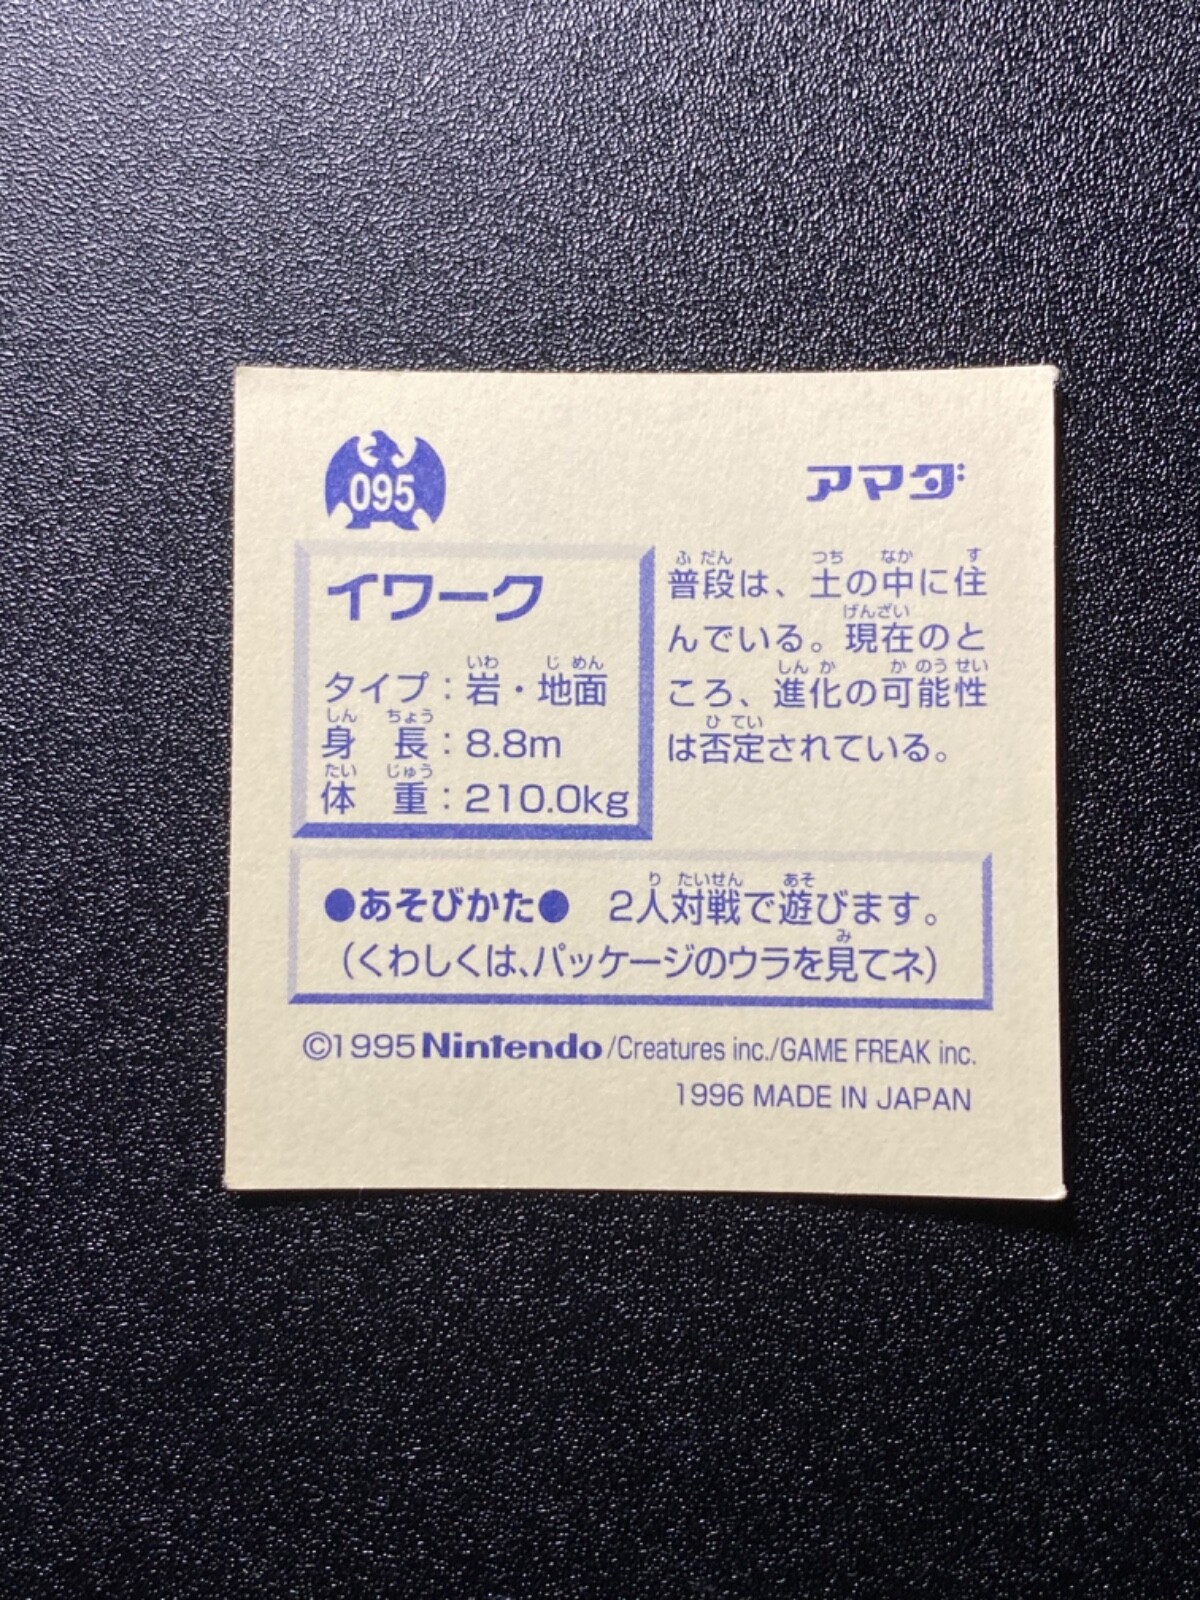 095
アマダ
イワーク
タイプ：岩・地面
身長：8.8m
体重：210.0kg
普段は、土の中に住
んでいる。現在のと
ころ、進化の可能性
は否定されている。
●あそびかた● 2人対戦で遊びます。
（くわしくは、パッケージのウラを見てネ）
©1995 Nintendo/Creatures inc./GAME FREAK inc.
1996 MADE IN JAPAN